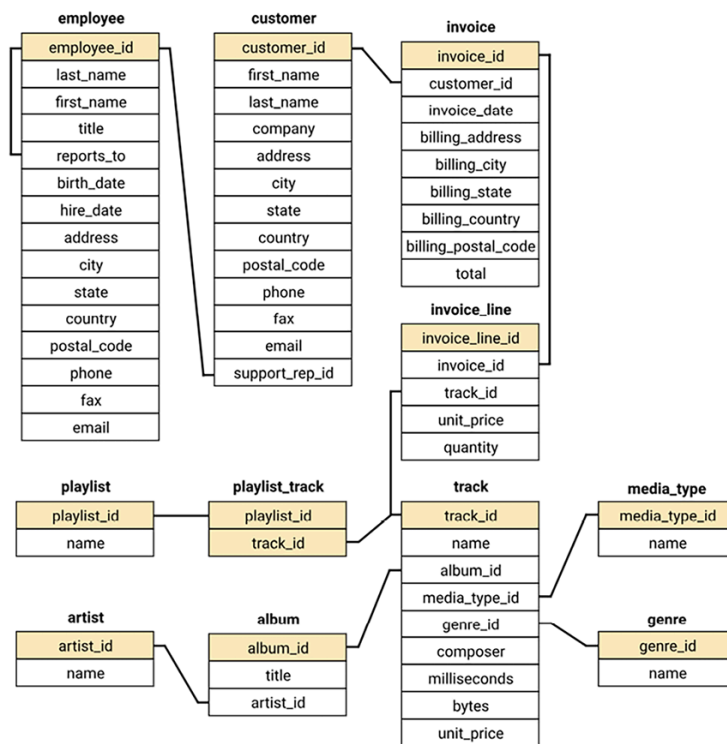 employee
employee_id
last_name
first_name
title
reports_to
birth_date
hire_date
address
city
state
country
postal_code
phone
fax
email
customer
customer_id
first_name
last_name
company
address
city
state
country
postal_code
phone
fax
email
support_rep_id
invoice
invoice_id
customer_id
invoice_date
billing_address
billing_city
billing_state
billing_country
billing_postal_code
total
invoice_line
invoice_line_id
invoice_id
track_id
unit_price
quantity
playlist
playlist_id
name
playlist_track
playlist_id
track_id
track
track_id
name
album_id
media_type_id
genre_id
composer
milliseconds
bytes
unit_price
media_type
media_type_id
name
artist
artist_id
name
album
album_id
title
artist_id
genre
genre_id
name